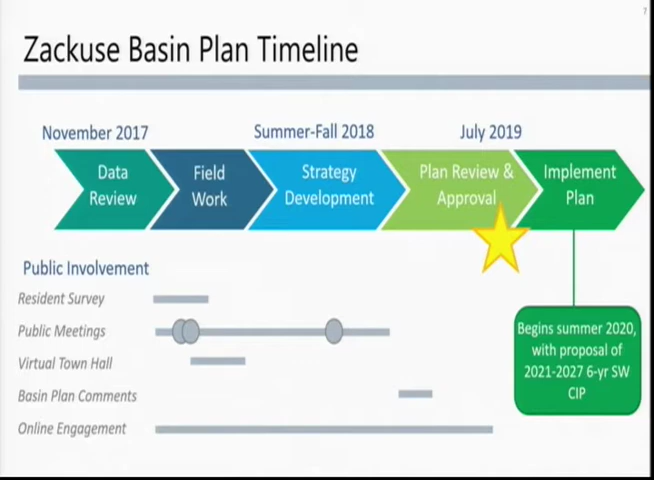 7
Zackuse Basin Plan Timeline
November 2017
Summer-Fall 2018
July 2019
Data
Review
Field
Work
Strategy
Development
Plan Review &
Approval
Implement
Plan
Public Involvement
Resident Survey
Public Meetings
Virtual Town Hall
Basin Plan Comments
Online Engagement
Begins summer 2020,
with proposal of
2021-2027 6-yr SW
CIP